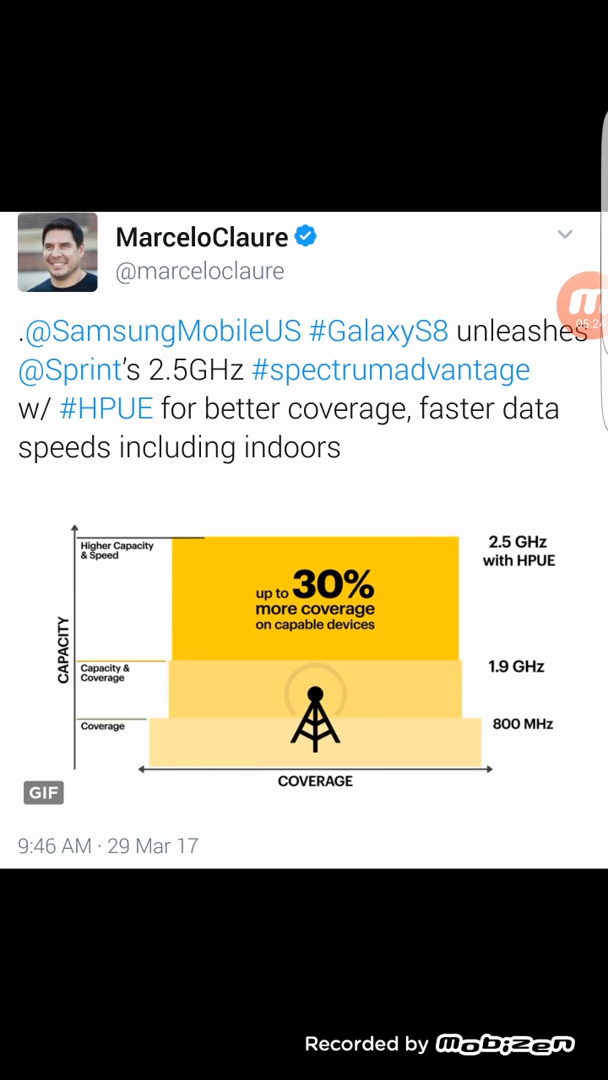 MarceloClaure
@marceloclaure
05:2
.@SamsungMobileUS #GalaxyS8 unleashes
@Sprint's 2.5GHz #spectrumadvantage
w/ #HPUE for better coverage, faster data
speeds including indoors
Higher Capacity
& Speed
2.5 GHz
with HPUE
up to 30%
more coverage
on capable devices
CAPACITY
Capacity &
Coverage
1.9 GHz
Coverage
800 MHz
COVERAGE
GIF
9:46 AM · 29 Mar 17
Recorded by mobizen